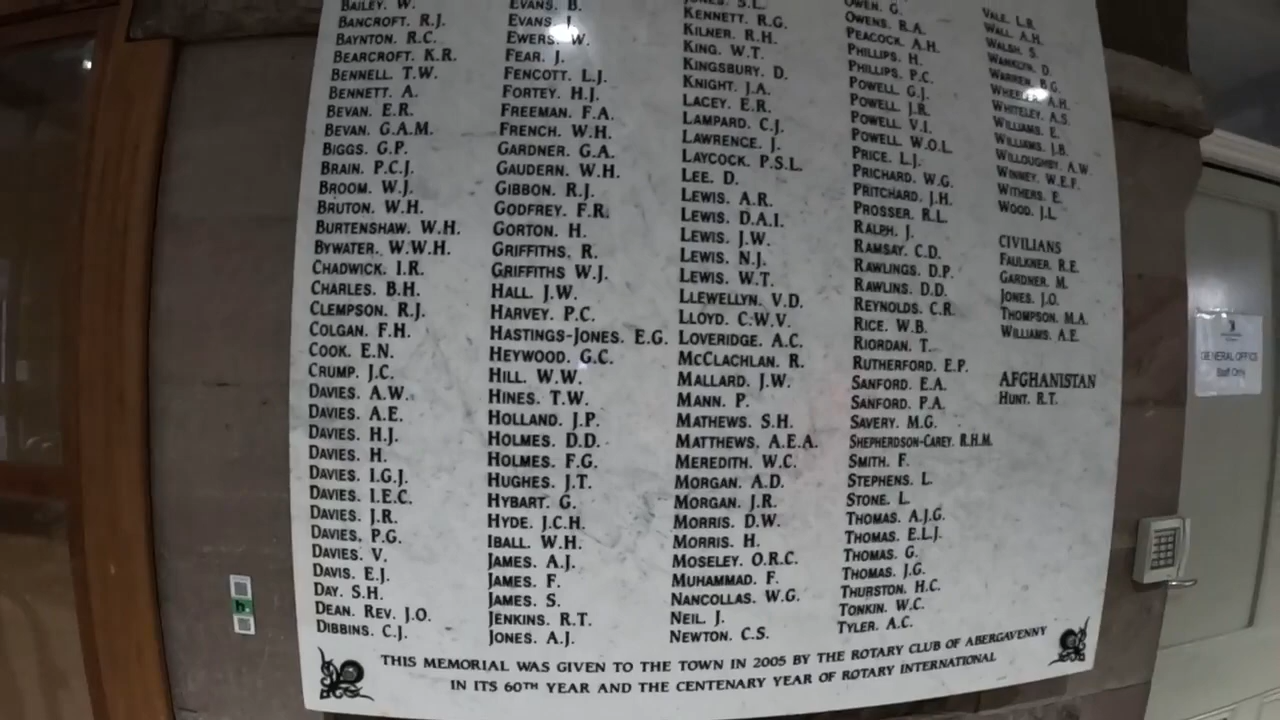 BAILEY. W.
BANCROFT. R.J.
BAYNTON. R.C.
BEARCROFT. K.R.
BENNELL. T.W.
BENNETT. A.
BEVAN. E.R.
BEVAN. G.A.M.
BIGGS. G.P.
BRAIN. P.C.J.
BROOM. W.J.
BRUTON. W.H.
BURTENSHAW. W.H.
BYWATER. W.W.H.
CHADWICK. I.R.
CHARLES. B.H.
CLEMPSON. R.J.
COLGAN. F.H.
COOK. E.N.
CRUMP. J.C.
DAVIES. A.W.
DAVIES. A.E.
DAVIES. H.J.
DAVIES. H.
DAVIES. I.G.J.
DAVIES. I.E.C.
DAVIES. J.R.
DAVIES. P.G.
DAVIES. V.
DAVIS. E.J.
DAY. S.H.
DEAN. REV. J.O.
DIBBINS. C.J.
EVANS. B.
EVANS. J.
EWERS. W.
FEAR. J.
FENCOTT. L.J.
FORTEY. H.J.
FREEMAN. F.A.
FRENCH. W.H.
GARDNER. G.A.
GAUDERN. W.H.
GIBBON. R.J.
GODFREY. F.R.
GORTON. H.
GRIFFITHS. R.
GRIFFITHS W.J.
HALL. J.W.
HARVEY. P.C.
HASTINGS-JONES. E.G.
HEYWOOD. G.C.
HILL. W.W.
HINES. T.W.
HOLLAND. J.P.
HOLMES. D.D.
HOLMES. F.G.
HUGHES. J.T.
HYBART. G.
HYDE. J.C.H.
IBALL. W.H.
JAMES. A.J.
JAMES. F.
JAMES. S.
JENKINS. R.T.
JONES. A.J.
JONES. S.L.
KENNETT. R.G.
KILNER. R.H.
KING. W.T.
KINGSBURY. D.
KNIGHT. J.A.
LACEY. E.R.
LAMPARD. C.J.
LAWRENCE. J.
LAYCOCK. P.S.L.
LEE. D.
LEWIS. A.R.
LEWIS. D.A.I.
LEWIS. J.W.
LEWIS. N.J.
LEWIS. W.T.
LLEWELLYN. V.D.
LLOYD. C.W.V.
LOVERIDGE. A.C.
MCCLACHLAN. R.
MALLARD. J.W.
MANN. P.
MATHEWS. S.H.
MATTHEWS. A.E.A.
MEREDITH. W.C.
MORGAN. A.D.
MORGAN. J.R.
MORRIS. D.W.
MORRIS. H.
MOSELEY. O.R.C.
MUHAMMAD. F.
NANCOLLAS. W.G.
NEIL. J.
NEWTON. C.S.
OWEN. G.
OWENS. R.A.
PEACOCK. A.H.
PHILLIPS. H.
PHILLIPS. P.C.
POWELL. G.J.
POWELL. J.R.
POWELL. V.I.
POWELL. W.O.L.
PRICE. L.J.
PRICHARD. W.G.
PRITCHARD. J.H.
PROSSER. R.L.
RALPH. J.
RAMSAY. C.D.
RAWLINGS. D.P.
RAWLINS. D.D.
REYNOLDS. C.R.
RICE. W.B.
RIORDAN. T.
RUTHERFORD. E.P.
SANFORD. E.A.
SANFORD. P.A.
SAVERY. M.G.
SHEPHERDSON-CAREY. R.H.M.
SMITH. F.
STEPHENS. L.
STONE. L.
THOMAS. A.J.G.
THOMAS. E.L.J.
THOMAS. G.
THOMAS. J.G.
THURSTON. H.C.
TONKIN. W.C.
TYLER. A.C.
VALE. L.R.
WALL. A.H.
WALSH. S.
WANKLYN. D.
WARREN. B.G.
A.H.
WHITELEY. A.S.
WILLIAMS. E.
WILLIAMS. J.B.
WILLOUGHBY. A.W.
WINNEY. W.E.F.
WITHERS. E.
WOOD. J.L.
CIVILIANS
FAULKNER. R.E.
GARDNER. M.
JONES. J.O.
THOMPSON. M.A.
WILLIAMS. A.E.
AFGHANISTAN
HUNT. R.T.
THIS MEMORIAL WAS GIVEN TO THE TOWN IN 2005 BY THE ROTARY CLUB OF ABERGAVENNY
IN ITS 60TH YEAR AND THE CENTENARY YEAR OF ROTARY INTERNATIONAL
GENERAL OFFICE
Staff Only
h.